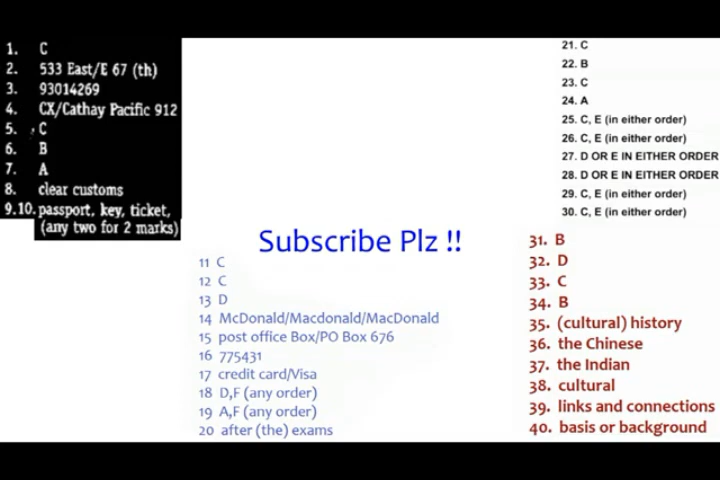 1. C
2. 533 East/E 67 (th)
3. 93014269
4. CX/Cathay Pacific 912
5. C
6. B
7. A
8. clear customs
9.10. passport, key, ticket,
(any two for 2 marks)
Subscribe Plz !!
11 C
12 C
13 D
14 McDonald/Macdonald/MacDonald
15 post office Box/PO Box 676
16 775431
17 credit card/Visa
18 D,F (any order)
19 A,F (any order)
20 after (the) exams
21. C
22. B
23. C
24. A
25. C, E (in either order)
26. C, E (in either order)
27. D OR E IN EITHER ORDER
28. D OR E IN EITHER ORDER
29. C, E (in either order)
30. C, E (in either order)
31. B
32. D
33. C
34. B
35. (cultural) history
36. the Chinese
37. the Indian
38. cultural
39. links and connections
40. basis or background